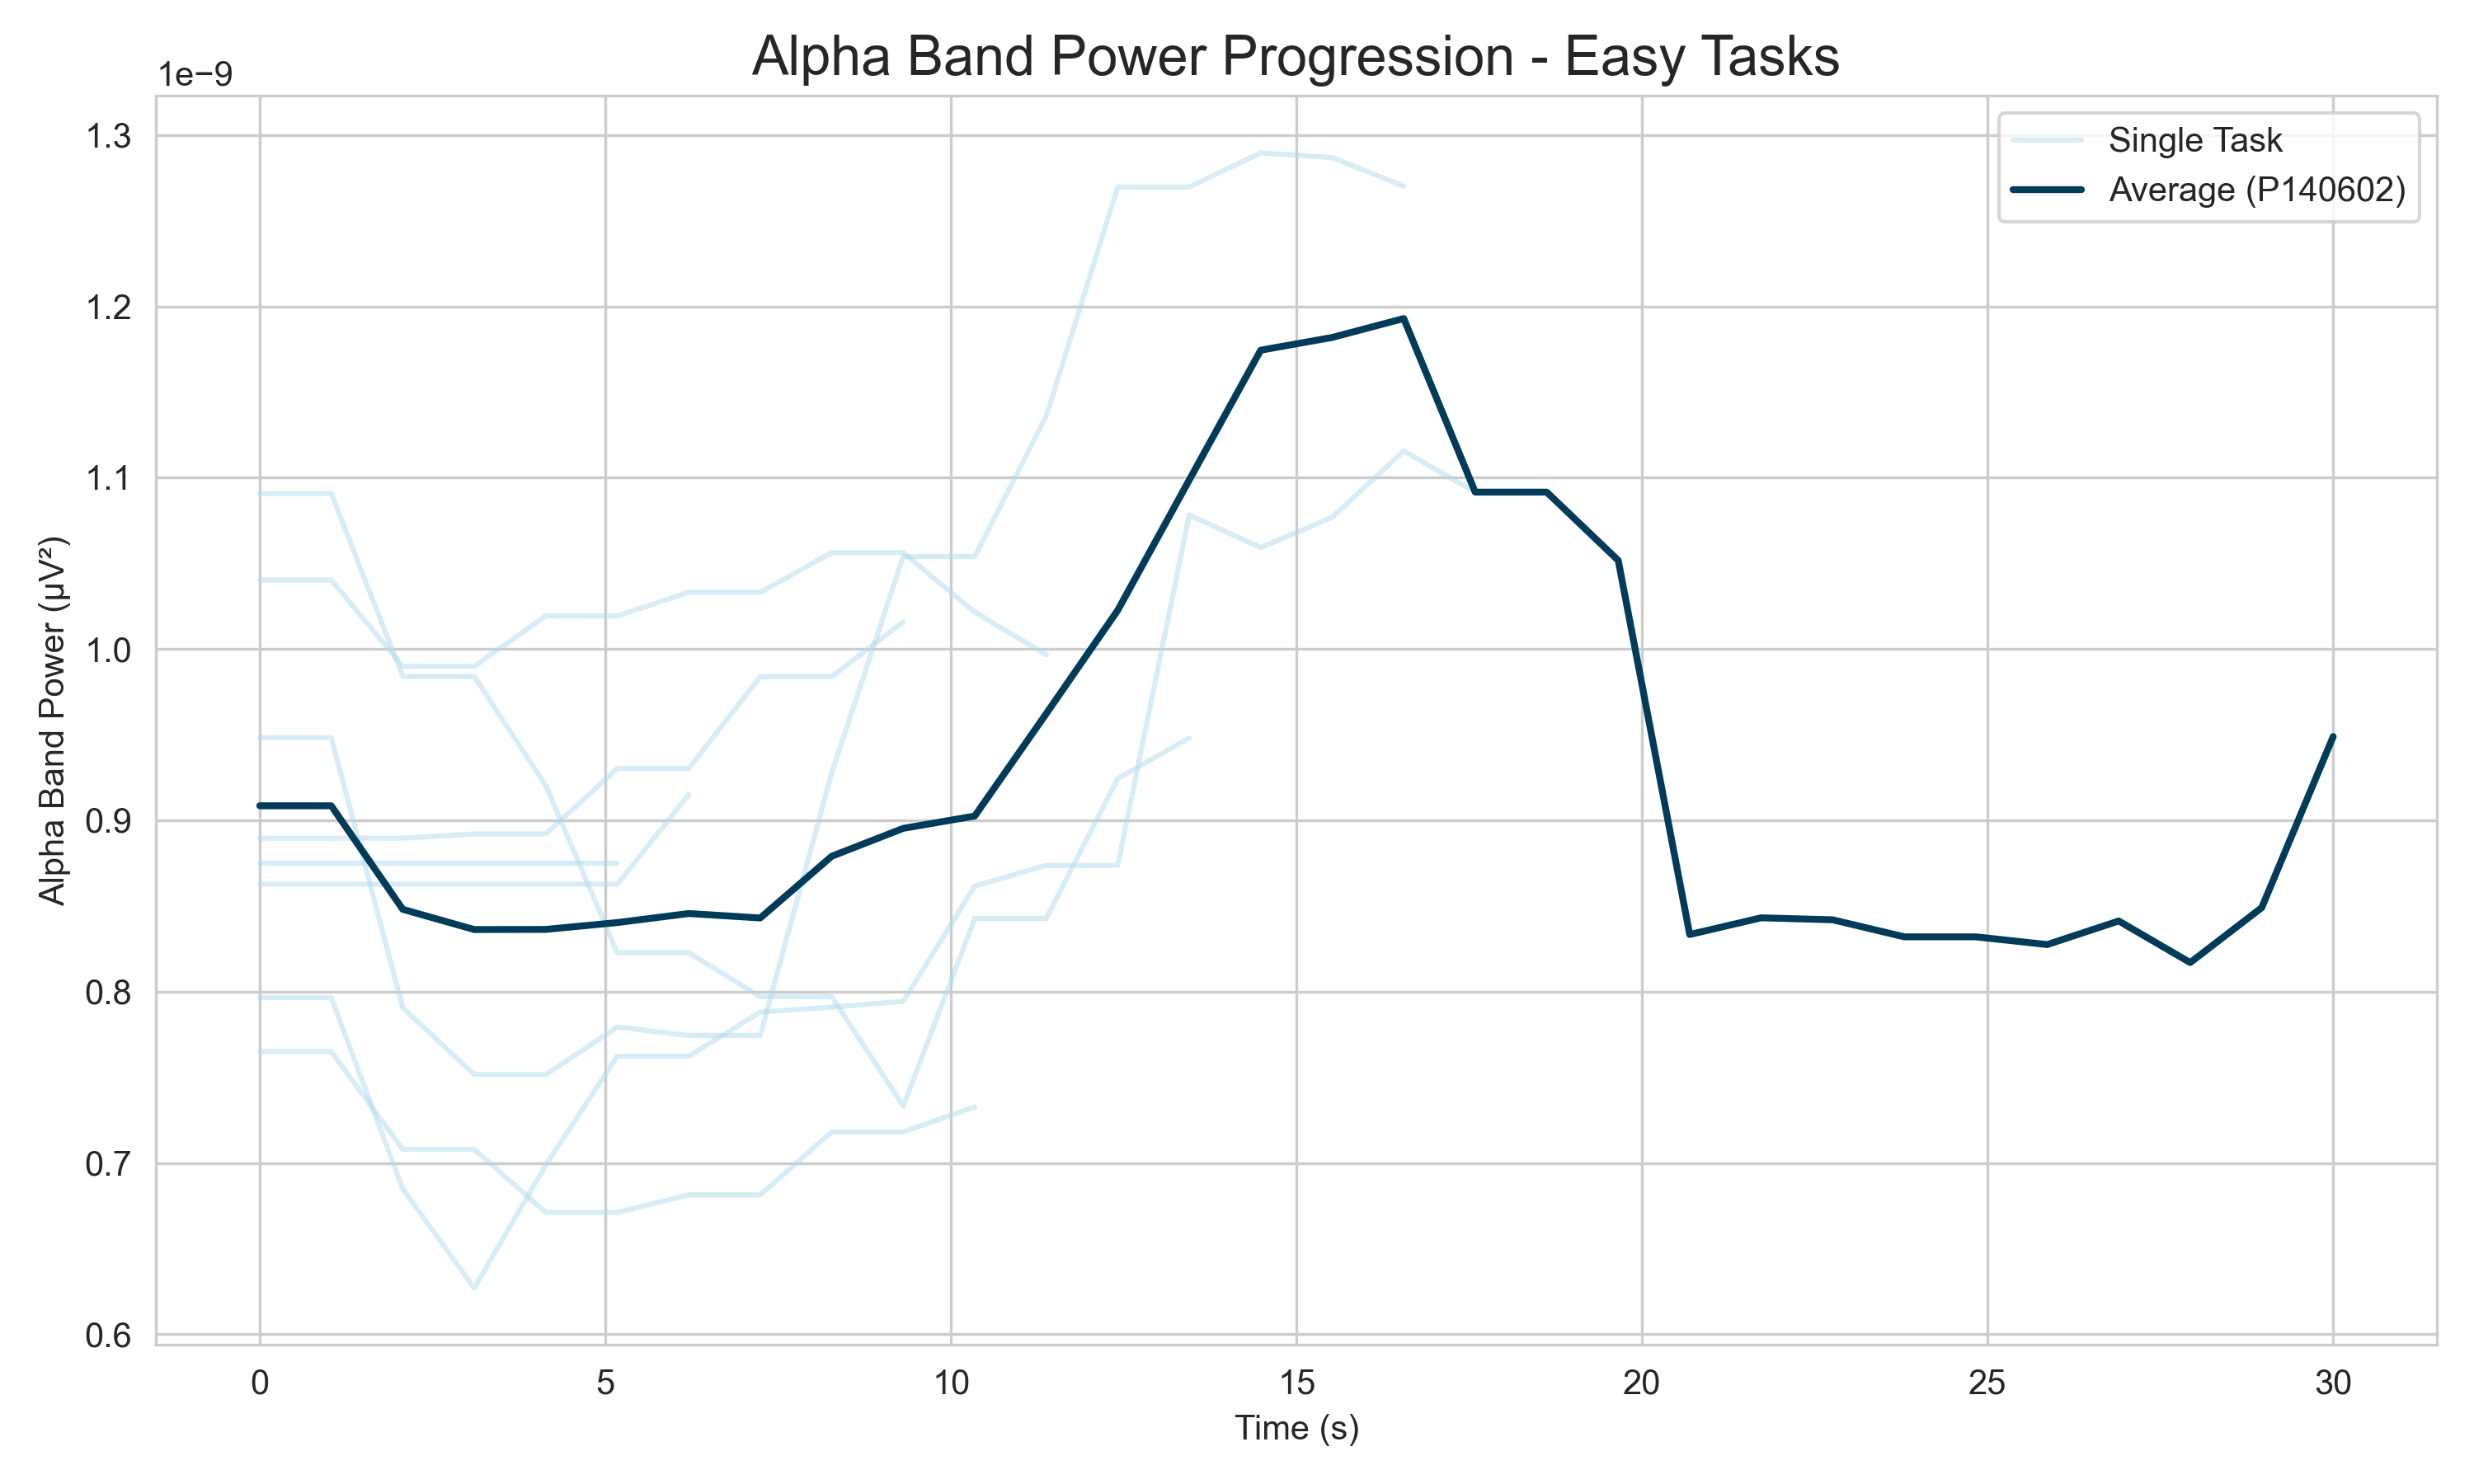 Alpha Band Power Progression - Easy Tasks
1e−9
1.3
1.2
1.1
1.0
0.9
0.8
0.7
0.6
Alpha Band Power (µV²)
Single Task
Average (P140602)
0 5 10 15 20 25 30
Time (s)